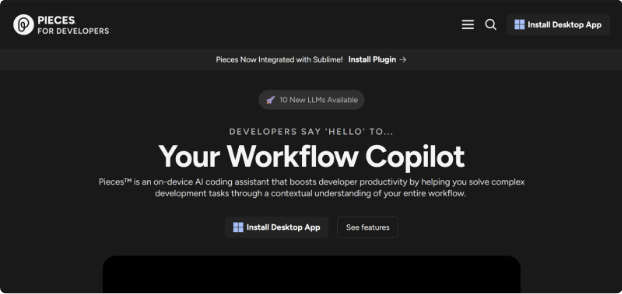 PIECES
FOR DEVELOPERS
Install Desktop App
Pieces Now Integrated with Sublime! Install Plugin →
10 New LLMs Available
DEVELOPERS SAY 'HELLO' TO...
Your Workflow Copilot
Pieces™ is an on-device AI coding assistant that boosts developer productivity by helping you solve complex
development tasks through a contextual understanding of your entire workflow.
Install Desktop App
See features